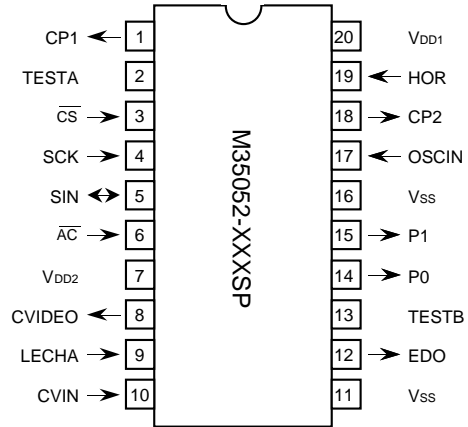 CP1 1 20 VDD1
TESTA 2 19 HOR
C̅S̅ 3 18 CP2
SCK 4 17 OSCIN
SIN 5 16 VSS
A̅C̅ 6 15 P1
VDD2 7 14 P0
CVIDEO 8 13 TESTB
LECHA 9 12 EDO
CVIN 10 11 VSS
M35052-XXXSP